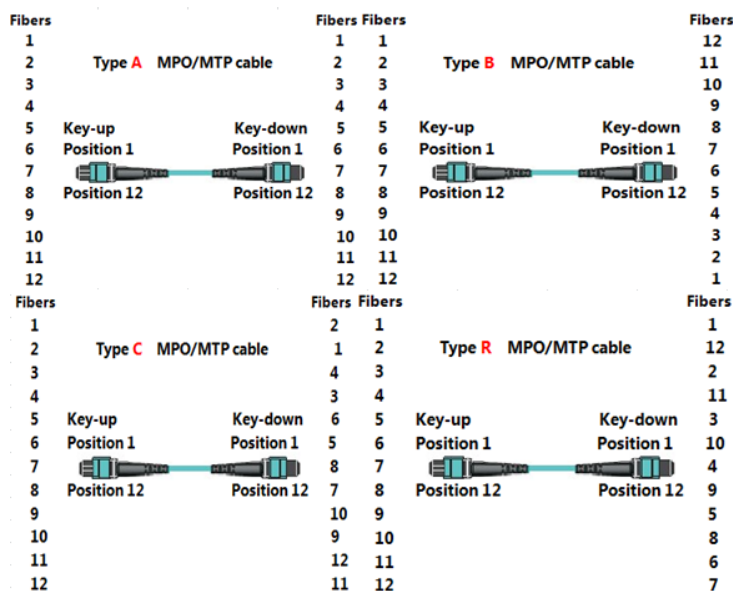 Fibers Fibers
1 1
2 Type A MPO/MTP cable 2
3 3
4 4
5 Key-up Key-down 5
6 Position 1 Position 1 6
7 7
8 Position 12 Position 12 8
9 9
10 10
11 11
12 12
Fibers Fibers
1 12
2 Type B MPO/MTP cable 11
3 10
4 9
5 Key-up Key-down 8
6 Position 1 Position 1 7
7 6
8 Position 12 Position 12 5
9 4
10 3
11 2
12 1
Fibers Fibers
1 2
2 Type C MPO/MTP cable 1
3 4
4 3
5 Key-up Key-down 6
6 Position 1 Position 1 5
7 8
8 Position 12 Position 12 7
9 10
10 9
11 12
12 11
Fibers Fibers
1 1
2 Type R MPO/MTP cable 12
3 2
4 11
5 Key-up Key-down 3
6 Position 1 Position 1 10
7 4
8 Position 12 Position 12 9
9 5
10 8
11 6
12 7